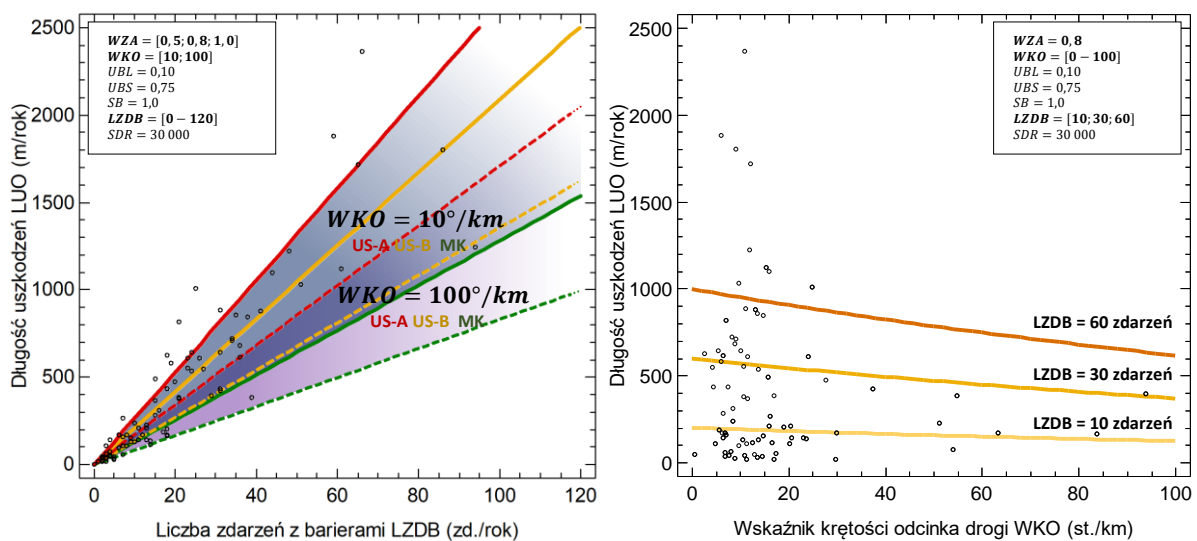 2500
2000
1500
1000
500
0
Długość uszkodzeń LUO (m/rok)
WZA = [0,5; 0,8; 1,0]
WKO = [10; 100]
UBL = 0,10
UBS = 0,75
SB = 1,0
LZDB = [0 − 120]
SDR = 30 000
WKO = 10°/km
US-A US-B MK
WKO = 100°/km
US-A US-B MK
0 20 40 60 80 100 120
Liczba zdarzeń z barierami LZDB (zd./rok)
2500
2000
1500
1000
500
0
Długość uszkodzeń LUO (m/rok)
WZA = 0,8
WKO = [0 − 100]
UBL = 0,10
UBS = 0,75
SB = 1,0
LZDB = [10; 30; 60]
SDR = 30 000
LZDB = 60 zdarzeń
LZDB = 30 zdarzeń
LZDB = 10 zdarzeń
0 20 40 60 80 100
Wskaźnik krętości odcinka drogi WKO (st./km)